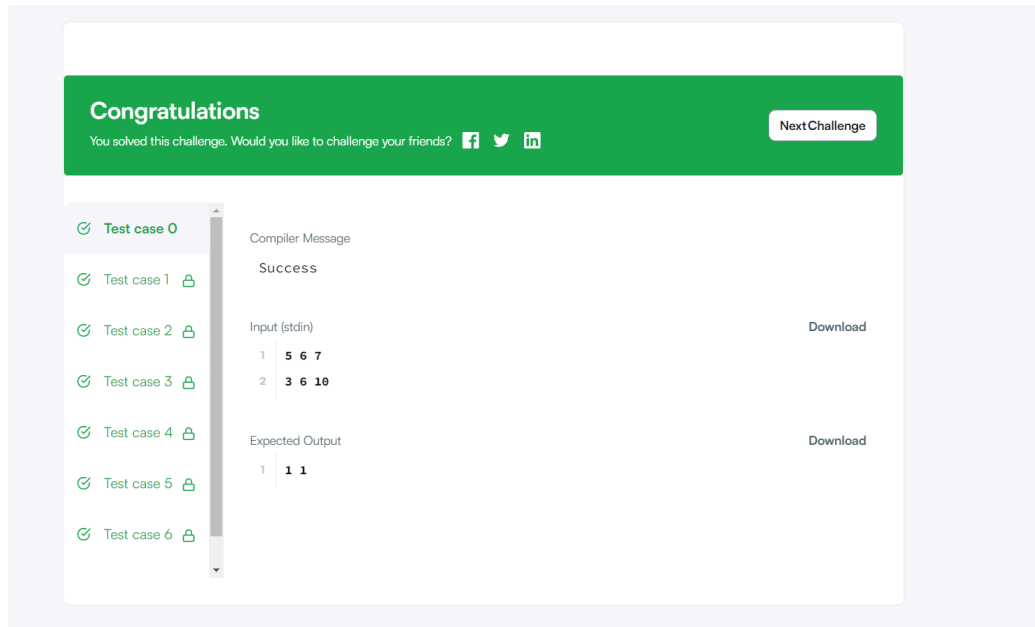 Congratulations
You solved this challenge. Would you like to challenge your friends?
Next Challenge
Test case 0
Test case 1
Test case 2
Test case 3
Test case 4
Test case 5
Test case 6
Compiler Message
Success
Input (stdin)
Download
1 5 6 7
2 3 6 10
Expected Output
Download
1 1 1